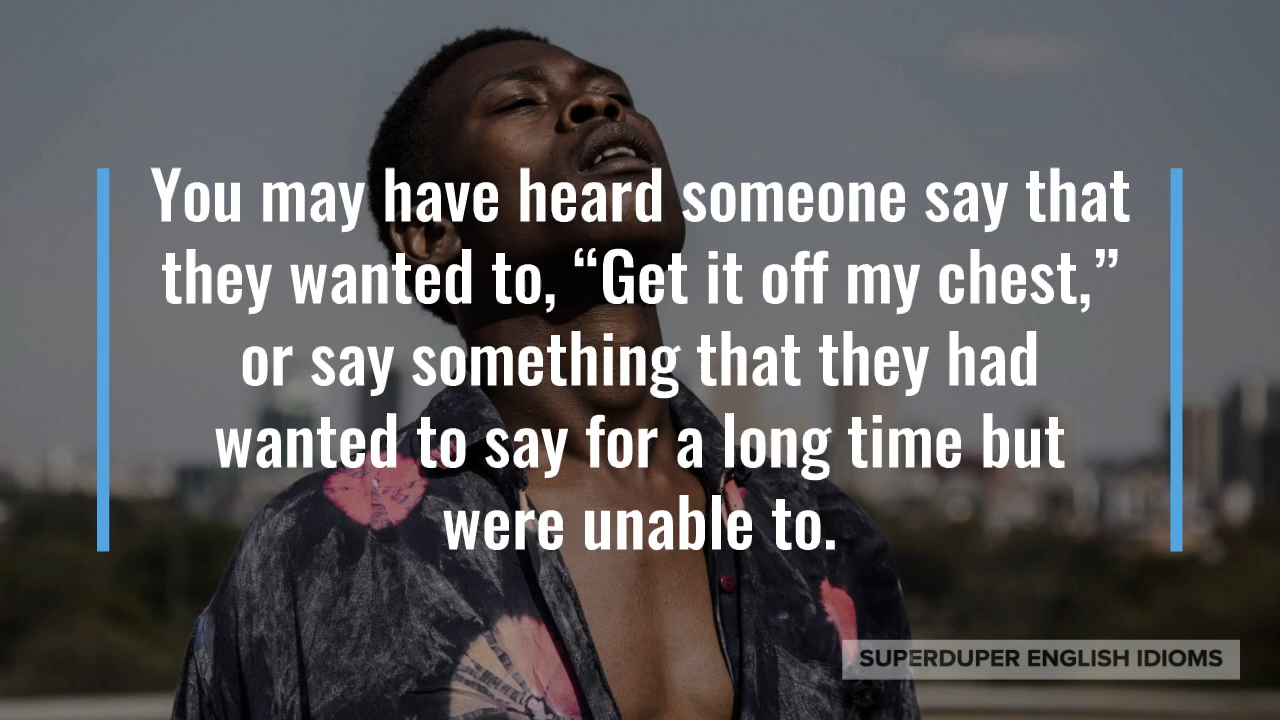 You may have heard someone say that
they wanted to, “Get it off my chest,”
or say something that they had
wanted to say for a long time but
were unable to.
SUPERDUPER ENGLISH IDIOMS